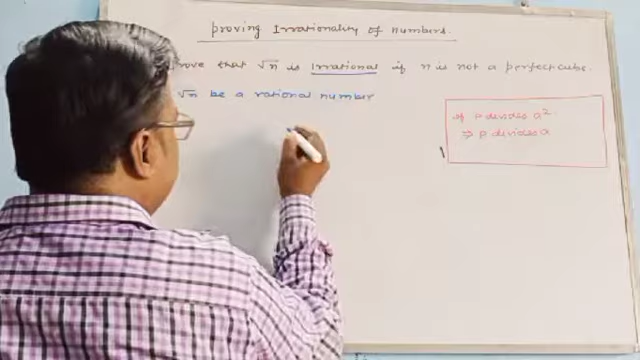 Proving Irrationality of numbers.
Prove that √n is irrational if n is not a perfect cube.
√n be a rational number
If P divides a²
⇒ P divides a